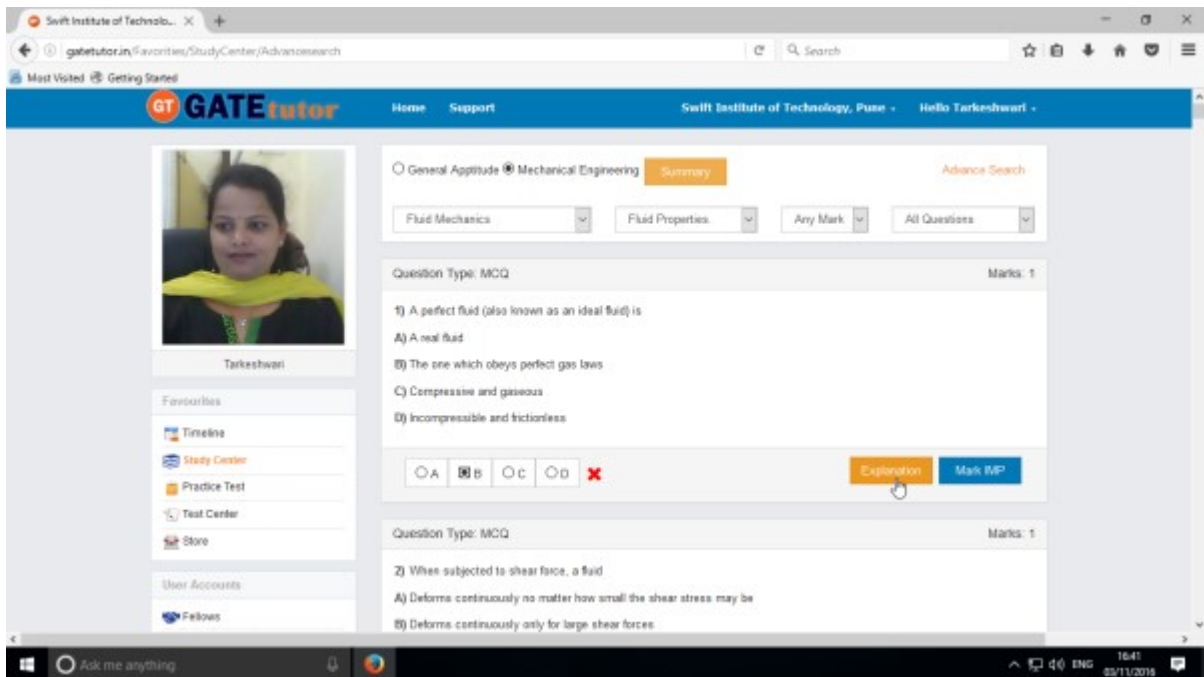 Swift Institute of Technolo...
gatetutor.in/Favorities/StudyCenter/Advancesearch
Search
Most Visited Getting Started
GT GATEtutor Home Support Swift Institute of Technology, Pune Hello Tarkeshwari
General Apptitude Mechanical Engineering Summary Advance Search
Fluid Mechanics Fluid Properties. Any Mark All Questions
Question Type: MCQ Marks: 1
1) A perfect fluid (also known as an ideal fluid) is
A) A real fluid
B) The one which obeys perfect gas laws
C) Compressive and gaseous
D) Incompressible and frictionless
Tarkeshwari
Favourites
Timeline
Study Center
Practice Test
Test Center
Store
A B C D Explanation Mark IMP
Question Type: MCQ Marks: 1
2) When subjected to shear force, a fluid
A) Deforms continuously no matter how small the shear stress may be
B) Deforms continuously only for large shear forces
User Accounts
Fellows
Ask me anything
ENG 16:41
03/11/2016